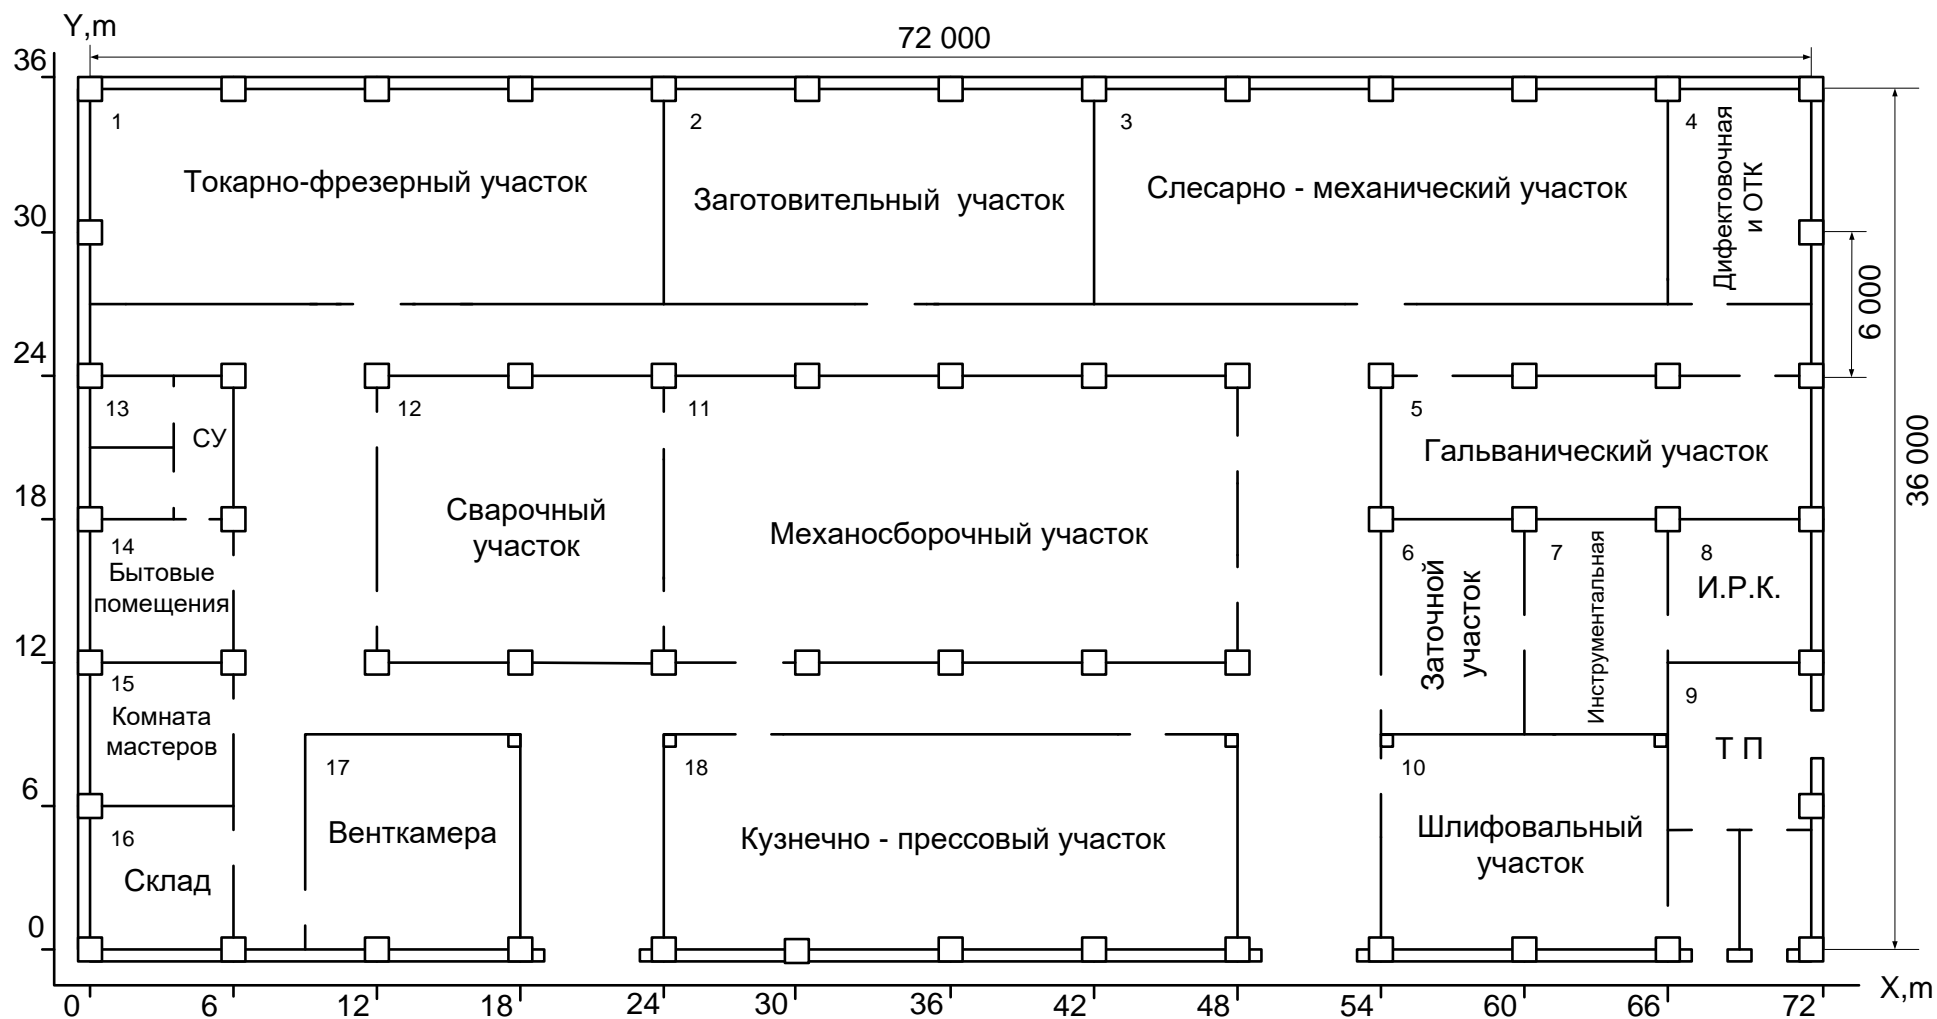 Y,m
72 000
36
1
2
3
4
Токарно-фрезерный участок
Заготовительный участок
Слесарно - механический участок
Дифектовочная
и ОТК
30
6 000
24
13
СУ
12
11
5
Гальванический участок
36 000
18
14
Бытовые
помещения
Сварочный
участок
Механосборочный участок
6
Заточной
участок
7
Инструментальная
8
И.Р.К.
12
15
Комната
мастеров
9
Т П
17
Венткамера
18
Кузнечно - прессовый участок
10
Шлифовальный
участок
6
16
Склад
0
0
6
12
18
24
30
36
42
48
54
60
66
72
X,m